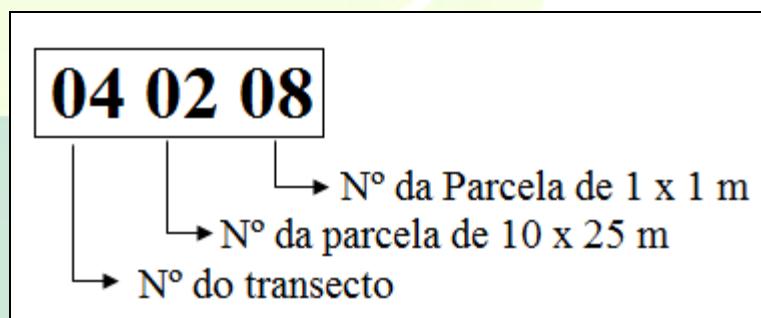 04 02 08
Nº da Parcela de 1 x 1 m
Nº da parcela de 10 x 25 m
Nº do transecto